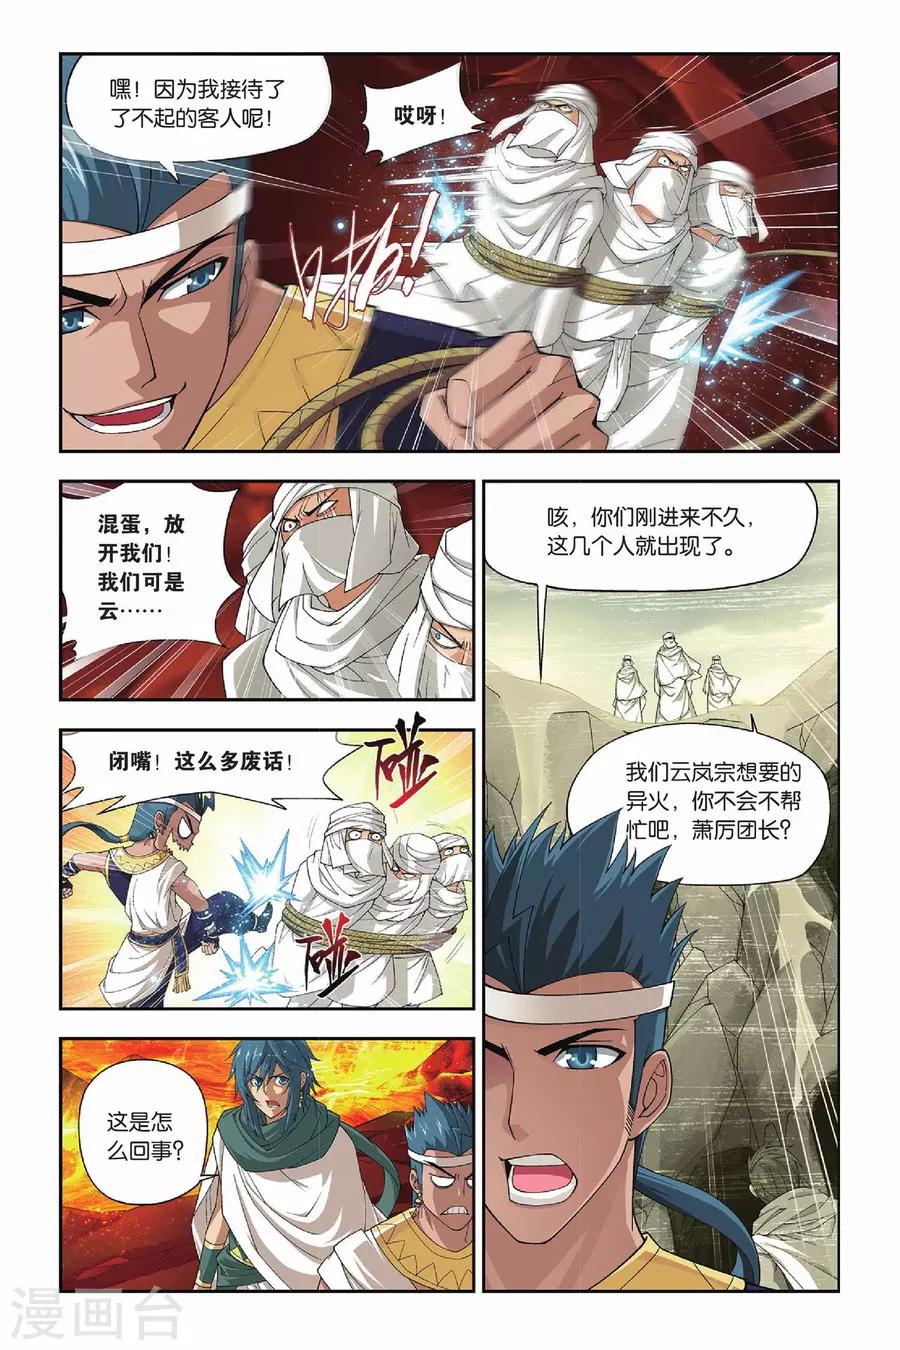 嘿！因为我接待了
了不起的客人呢！
哎呀！
啪！
混蛋，放
开我们！
我们可是
云……
闭嘴！这么多废话！
碰
碰
这是怎
么回事？
咳，你们刚进来不久，
这几个人就出现了。
我们云岚宗想要的
异火，你不会不帮
忙吧，萧厉团长？
漫画台